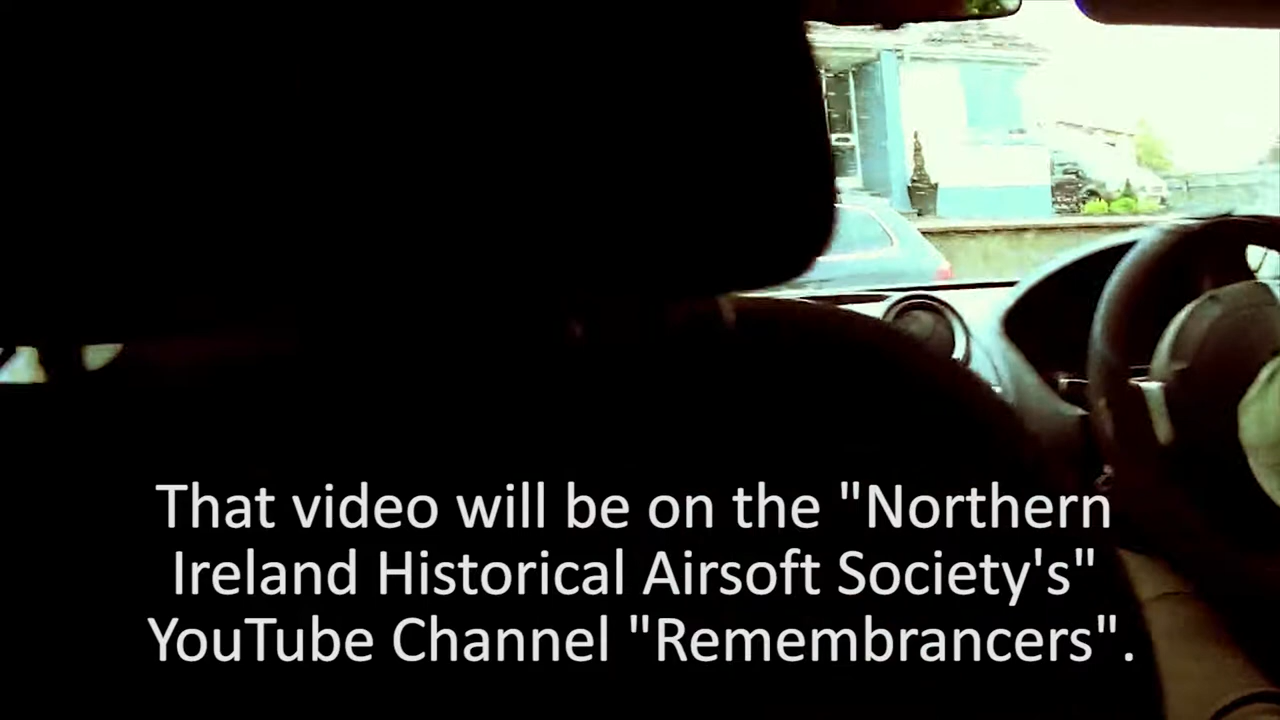 That video will be on the "Northern
Ireland Historical Airsoft Society's"
YouTube Channel "Remembrancers".